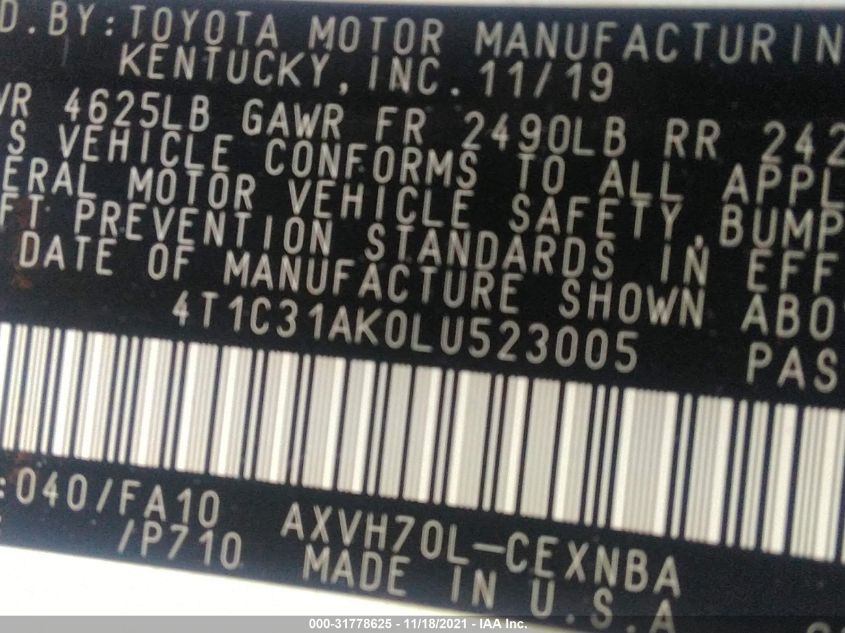 D. BY: TOYOTA MOTOR MANUFACTURIN
KENTUCKY, INC. 11/19
VR 4625LB GAWR FR 2490LB RR 242
S VEHICLE CONFORMS TO ALL APPL
ERAL MOTOR VEHICLE SAFETY, BUMP
FT PREVENTION STANDARDS IN EFF
DATE OF MANUFACTURE SHOWN ABO
4T1C31AK0LU523005 PAS
:040/FA10 AXVH70L-CEXNBA
/P710 MADE IN U.S.A
000-31778625 - 11/18/2021 - IAA Inc.